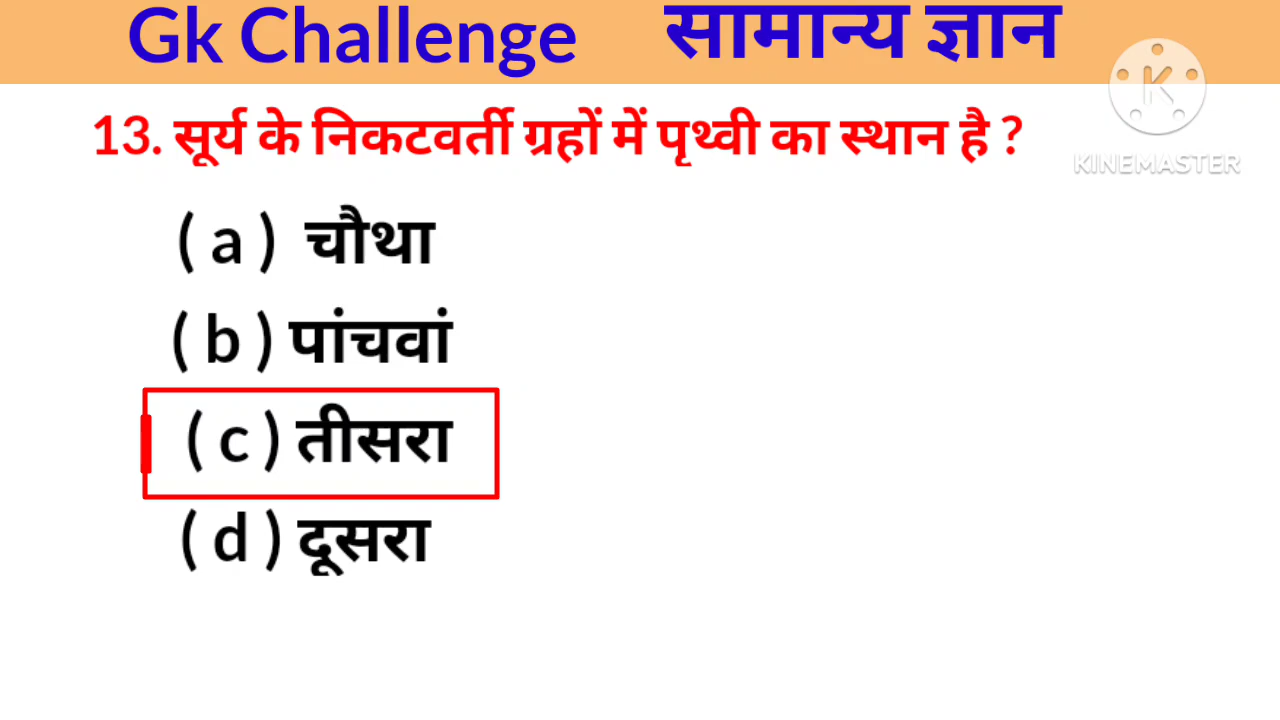 Gk Challenge सामान्य ज्ञान
KINEMASTER
13. सूर्य के निकटवर्ती ग्रहों में पृथ्वी का स्थान है ?
( a ) चौथा
( b ) पांचवां
( c ) तीसरा
( d ) दूसरा